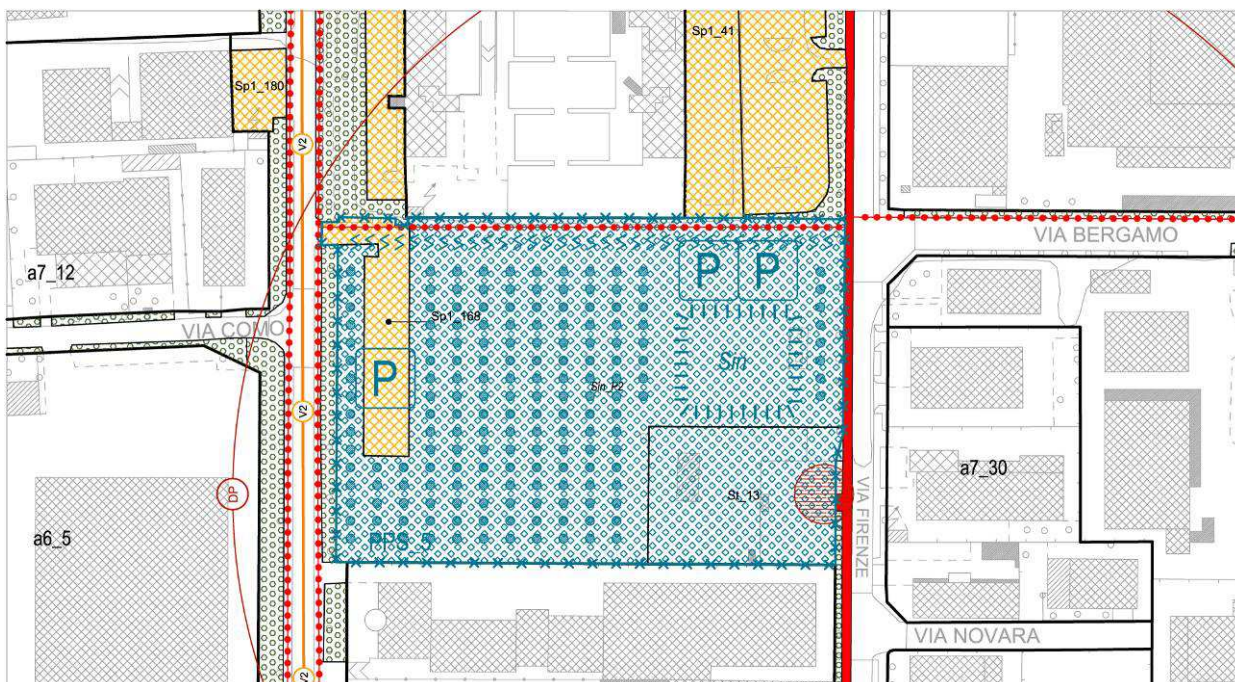 Sp1_41
Sp1_180
V2
VIA BERGAMO
a7_12
P P
Sp1_168
VIA COMO
Sin
P
V2
a7_30
St_13
DP
a6_5
PPS_5
VIA FIRENZE
VIA NOVARA
V2